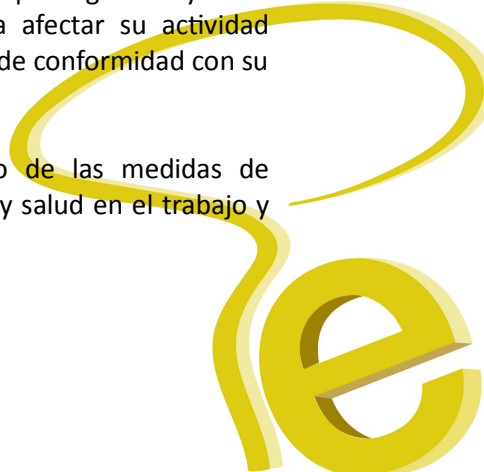 a afectar su actividad
de conformidad con su
de las medidas de
y salud en el trabajo y
e